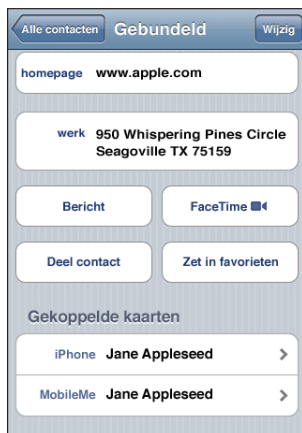 Alle contacten Gebundeld Wijzig
homepage www.apple.com
werk 950 Whispering Pines Circle
Seagoville TX 75159
Bericht FaceTime
Deel contact Zet in favorieten
Gekoppelde kaarten
iPhone Jane Appleseed
MobileMe Jane Appleseed